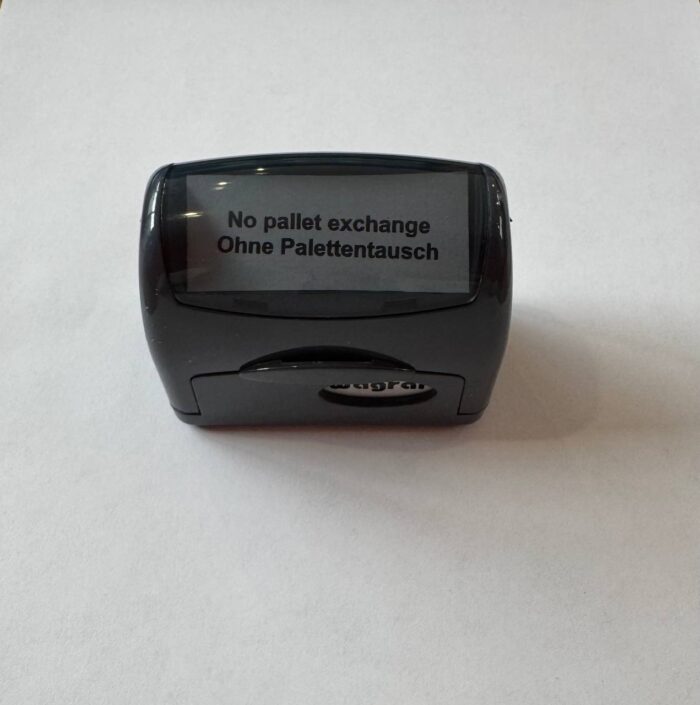 No pallet exchange
Ohne Palettentausch